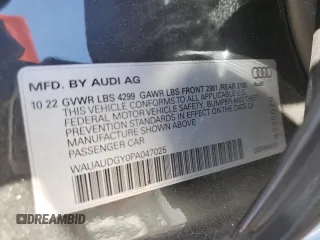 MFD. BY AUDI AG
Audi
10 22 GVWR LBS 4299 GAWR LBS FRONT 2381 REAR
THIS VEHICLE CONFORMS TO ALL APPLICABLE
FEDERAL MOTOR VEHICLE SAFETY, BUMPER, AND
THEFT PREVENTION STANDARDS IN EFFECT ON THE DATE OF
MANUFACTURE SHOWN ABOVE.
PASSENGER CAR
WAUAUDGY0PA047025
DREAMBID